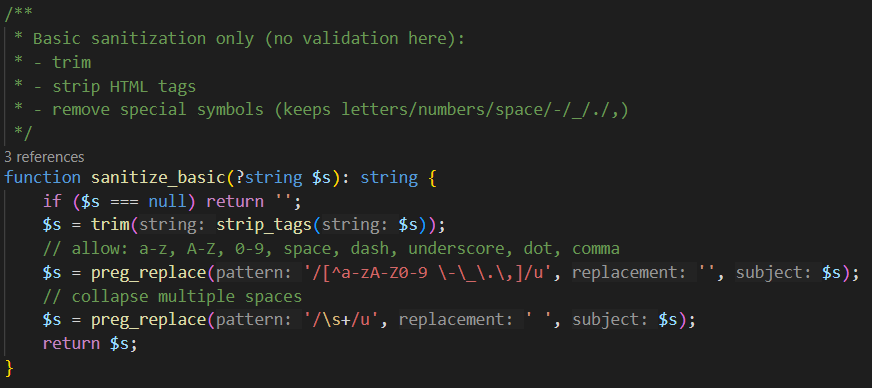 /**
 * Basic sanitization only (no validation here):
 * - trim
 * - strip HTML tags
 * - remove special symbols (keeps letters/numbers/space/-/_/./,)
 */
3 references
function sanitize_basic(?string $s): string {
    if ($s === null) return '';
    $s = trim(string: strip_tags(string: $s));
    // allow: a-z, A-Z, 0-9, space, dash, underscore, dot, comma
    $s = preg_replace(pattern: '/[^a-zA-Z0-9 \-\_\.\,]/u', replacement: '', subject: $s);
    // collapse multiple spaces
    $s = preg_replace(pattern: '/\s+/u', replacement: ' ', subject: $s);
    return $s;
}